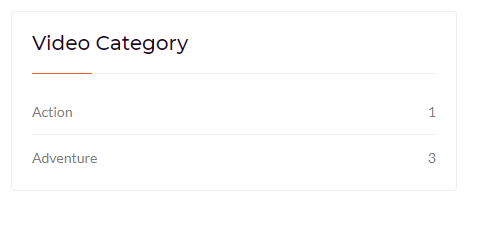 Video Category
Action 1
Adventure 3